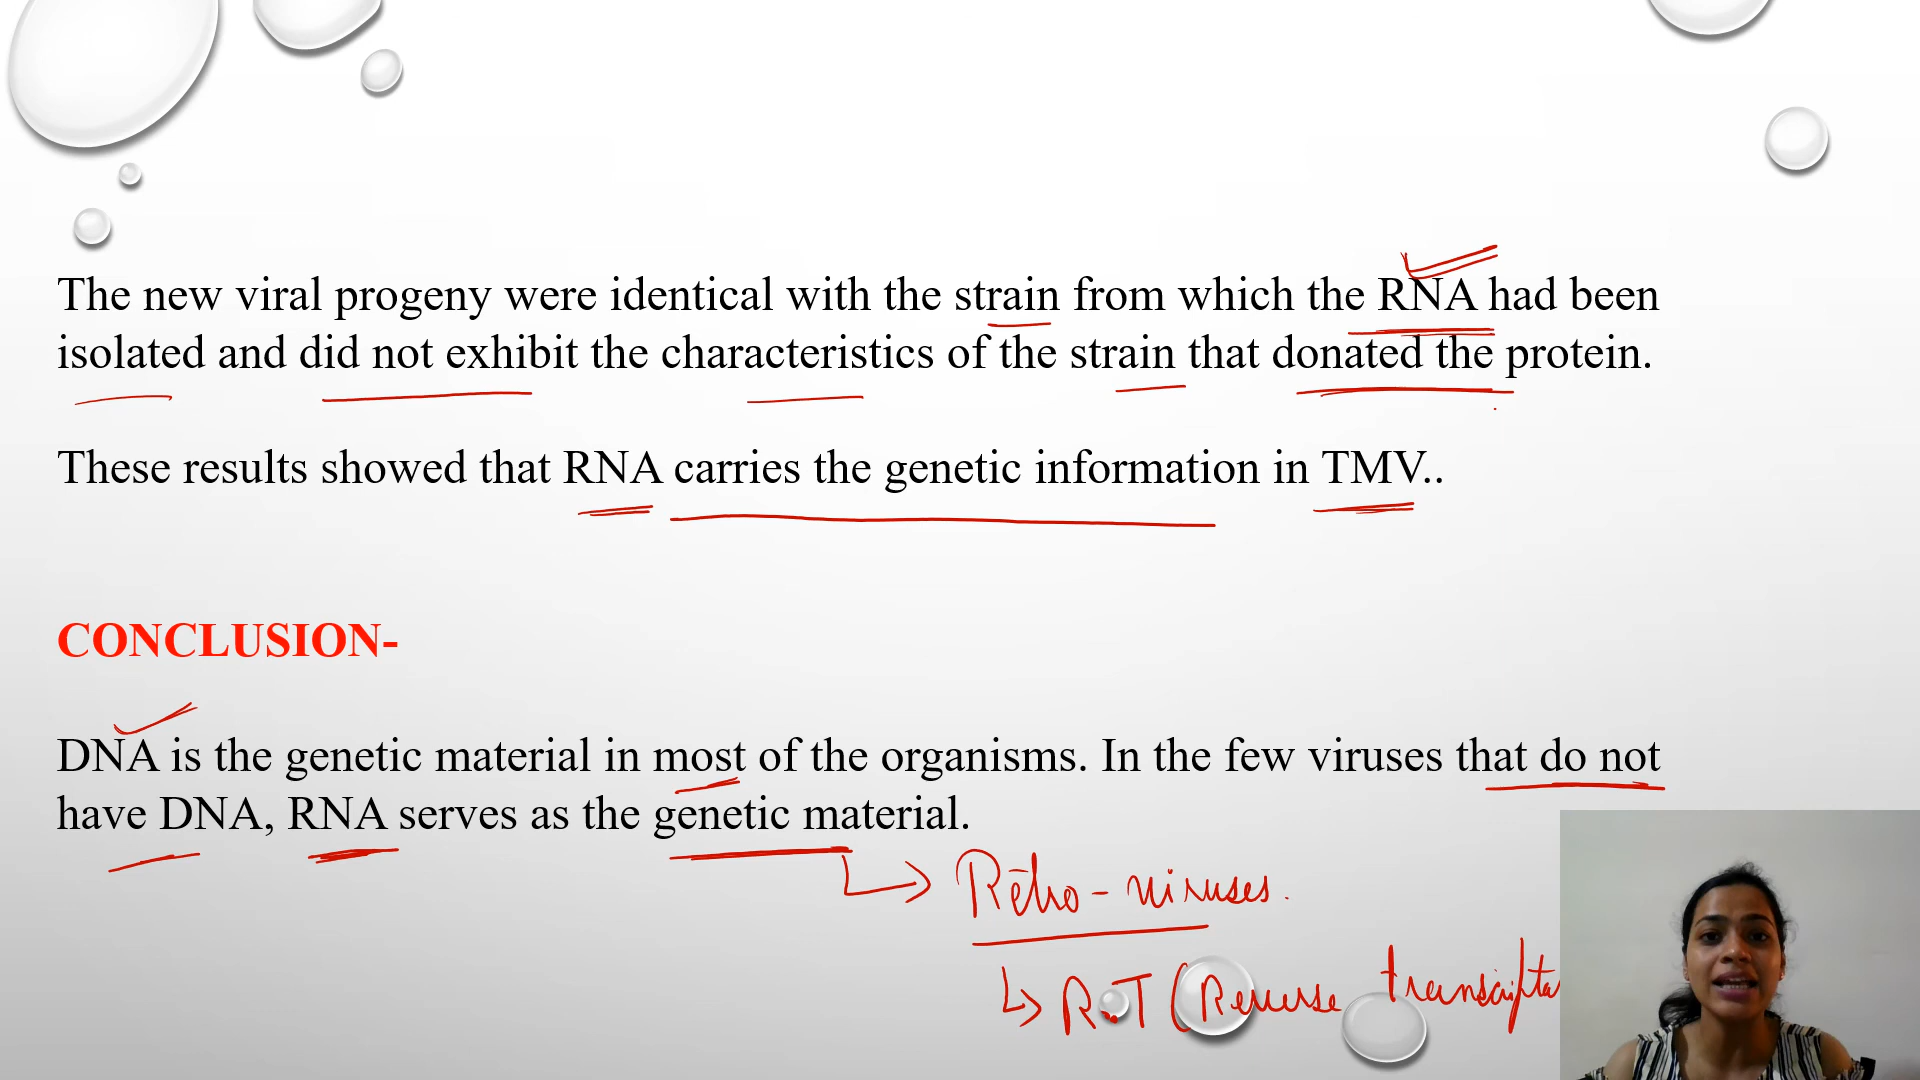 The new viral progeny were identical with the strain from which the RNA had been
isolated and did not exhibit the characteristics of the strain that donated the protein.
These results showed that RNA carries the genetic information in TMV..
CONCLUSION-
DNA is the genetic material in most of the organisms. In the few viruses that do not
have DNA, RNA serves as the genetic material.
Retro-viruses.
R.T (Reverse